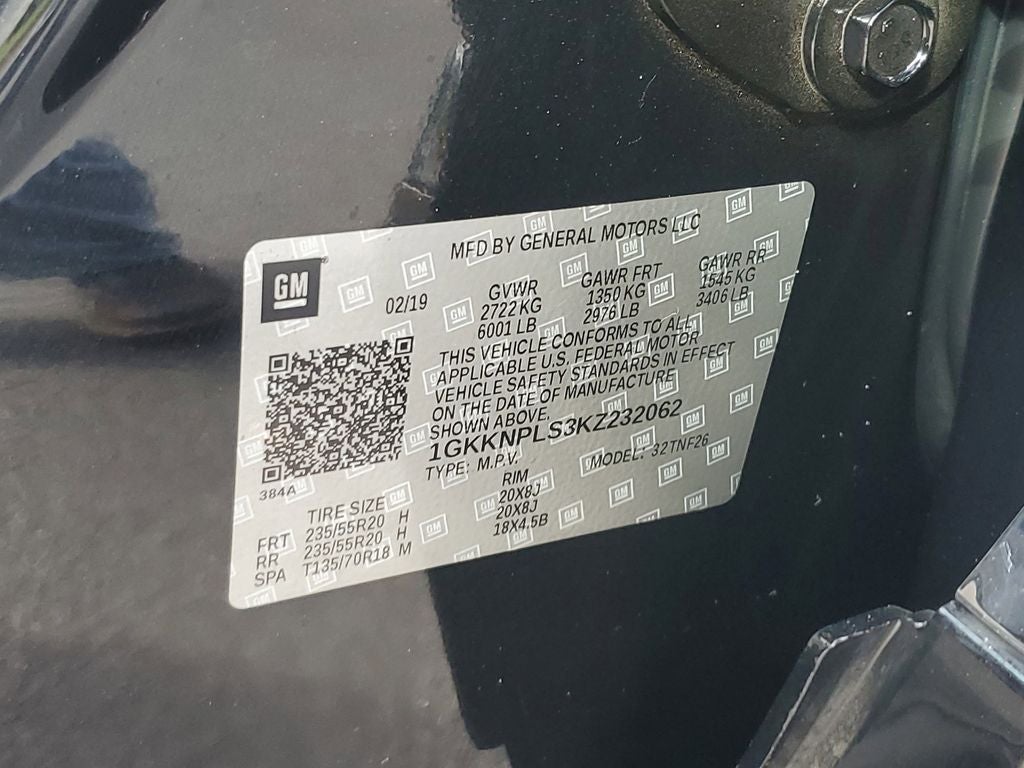 MFD BY GENERAL MOTORS LLC
GM
02/19
GVWR
2722 KG
6001 LB
GAWR FRT
1350 KG
2976 LB
GAWR RR
1545 KG
3406 LB
THIS VEHICLE CONFORMS TO ALL
APPLICABLE U.S. FEDERAL MOTOR
VEHICLE SAFETY STANDARDS IN EFFECT
ON THE DATE OF MANUFACTURE
SHOWN ABOVE.
1GKKNPLS3KZ232062
TYPE: M.P.V. MODEL: 32TNF26
384A
TIRE SIZE RIM
FRT 235/55R20 H 20X8J
RR 235/55R20 H 20X8J
SPA T135/70R18 M 18X4.5B